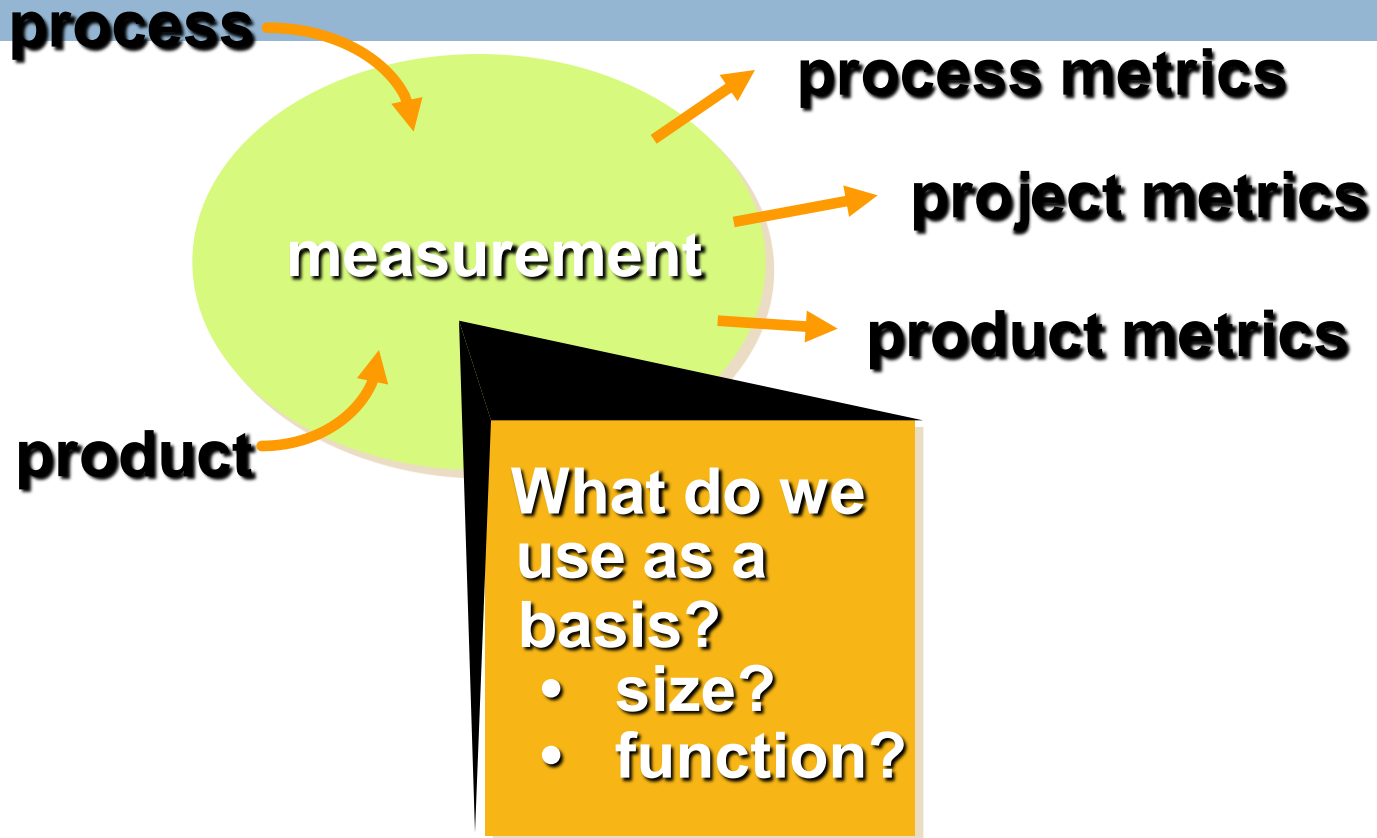 process
process metrics
project metrics
measurement
product metrics
product
What do we
use as a
basis?
• size?
• function?